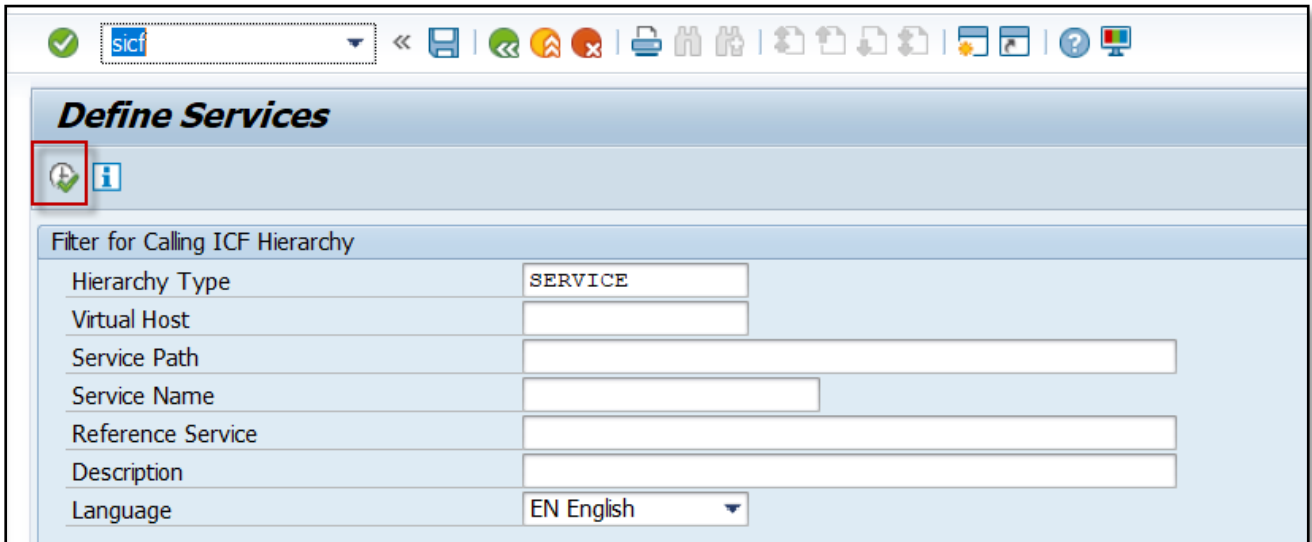 sicf
Define Services
Filter for Calling ICF Hierarchy
Hierarchy Type SERVICE
Virtual Host
Service Path
Service Name
Reference Service
Description
Language EN English